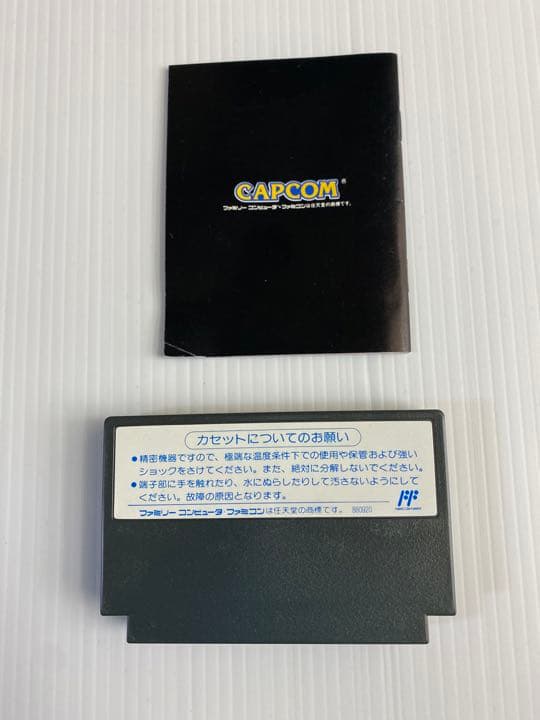 CAPCOM®
ファミリー コンピュータ・ファミコンは任天堂の商標です。
カセットについてのお願い
●精密機器ですので、極端な温度条件下での使用や保管および強い
ショックをさけてください。また、絶対に分解しないでください。
●端子部に手を触れたり、水にぬらしたりして汚さないようにして
ください。故障の原因となります。
ファミリー コンピュータ・ファミコンは任天堂の商標です。 880920